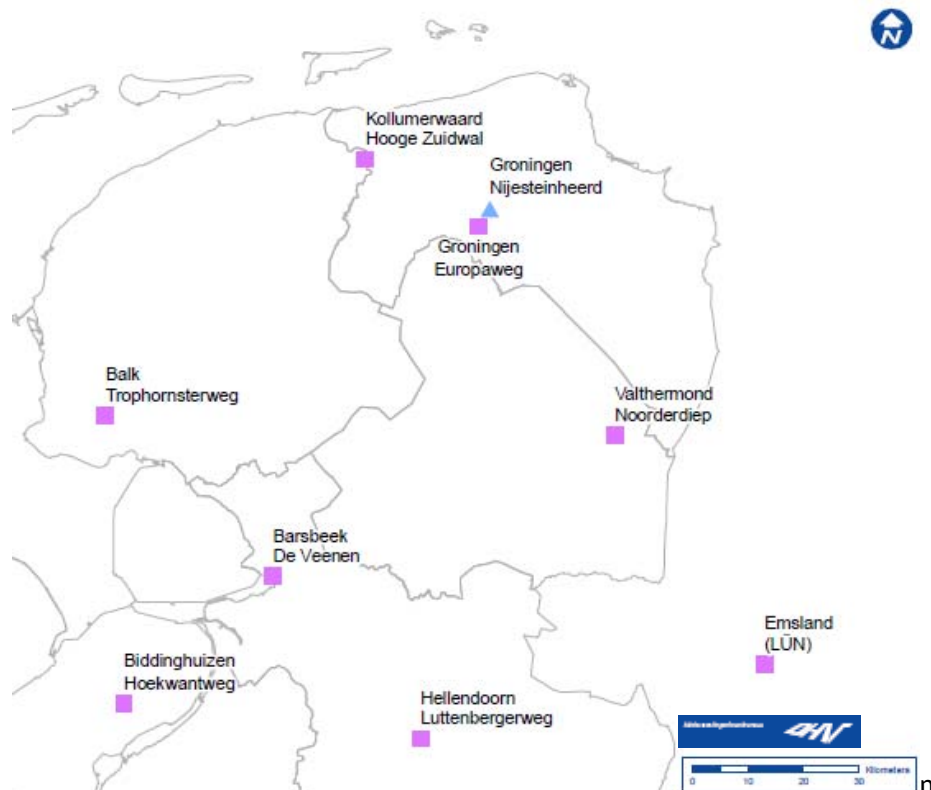 N
Kollumerwaard
Hooge Zuidwal
Groningen
Nijesteinheerd
Groningen
Europaweg
Balk
Trophornsterweg
Valthermond
Noorderdiep
Barsbeek
De Veenen
Emsland
(LÜN)
Biddinghuizen
Hoekwantweg
Hellendoorn
Luttenbergerweg
DHV
Kilometers
0 10 20 30
n